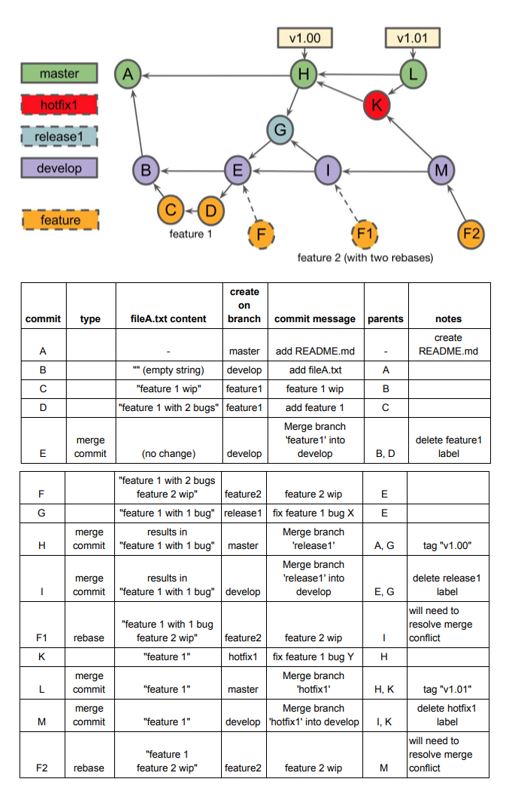 v1.00 v1.01
master A H L
hotfix1 K
release1 G
develop B E I M
feature C D F F1 F2
feature 1
feature 2 (with two rebases)
commit type fileA.txt content create on branch commit message parents notes
A - master add README.md - create README.md
B "" (empty string) develop add fileA.txt A
C "feature 1 wip" feature1 feature 1 wip B
D "feature 1 with 2 bugs" feature1 add feature 1 C
E merge commit (no change) develop Merge branch 'feature1' into develop B, D delete feature1 label
F "feature 1 with 2 bugs feature 2 wip" feature2 feature 2 wip E
G "feature 1 with 1 bug" release1 fix feature 1 bug X E
H merge commit results in "feature 1 with 1 bug" master Merge branch 'release1' A, G tag "v1.00"
I merge commit results in "feature 1 with 1 bug" develop Merge branch 'release1' into develop E, G delete release1 label
F1 rebase "feature 1 with 1 bug feature 2 wip" feature2 feature 2 wip I will need to resolve merge conflict
K "feature 1" hotfix1 fix feature 1 bug Y H
L merge commit "feature 1" master Merge branch 'hotfix1' H, K tag "v1.01"
M merge commit "feature 1" develop Merge branch 'hotfix1' into develop I, K delete hotfix1 label
F2 rebase "feature 1 feature 2 wip" feature2 feature 2 wip M will need to resolve merge conflict